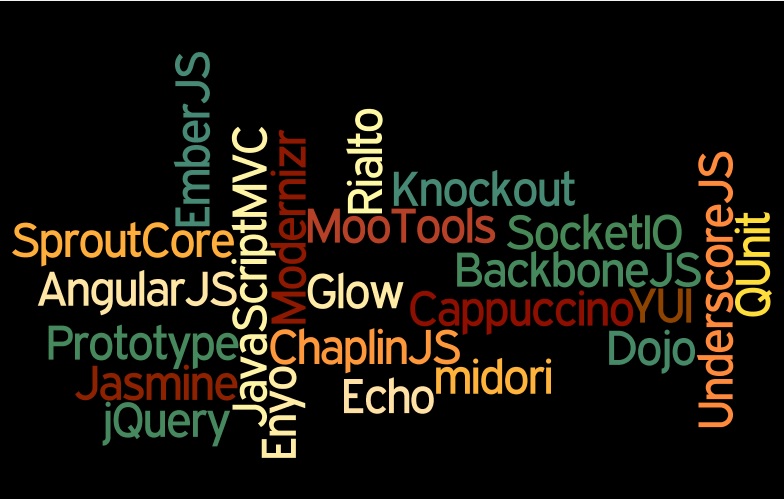 EmberJS
JavaScriptMVC
Modernizr
Rialto
Knockout
UnderscoreJS
QUnit
SproutCore
MooTools
SocketIO
BackboneJS
AngularJS
Glow
Cappuccino
YUI
Prototype
ChaplinJS
Dojo
Jasmine
Enyo
Echo
midori
jQuery